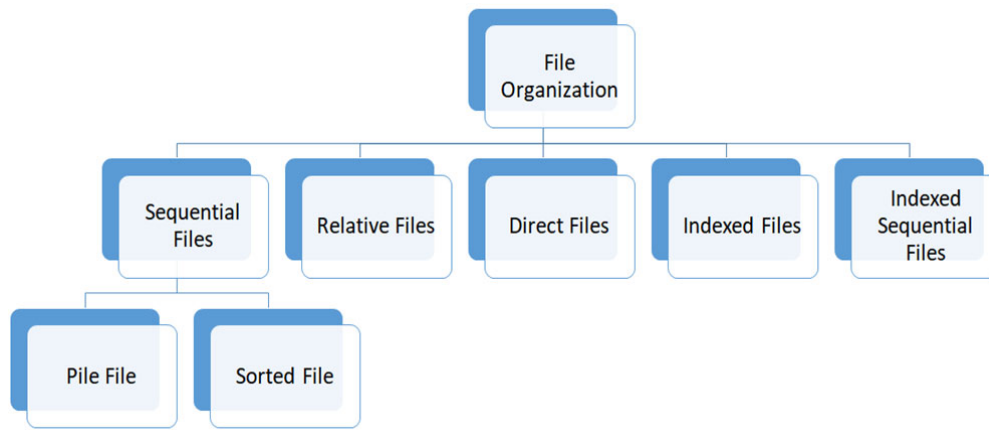 File
Organization
Sequential
Files
Relative Files
Direct Files
Indexed Files
Indexed
Sequential
Files
Pile File
Sorted File